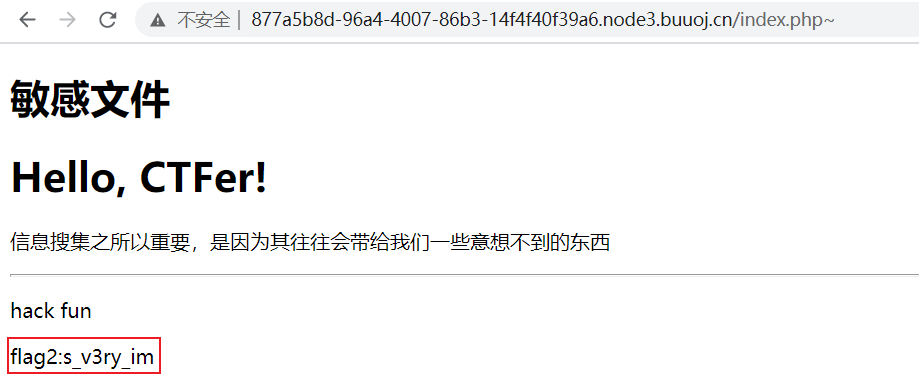 不安全 | 877a5b8d-96a4-4007-86b3-14f4f40f39a6.node3.buuoj.cn/index.php~
敏感文件
Hello, CTFer!
信息搜集之所以重要，是因为其往往会带给我们一些意想不到的东西
hack fun
flag2:s_v3ry_im